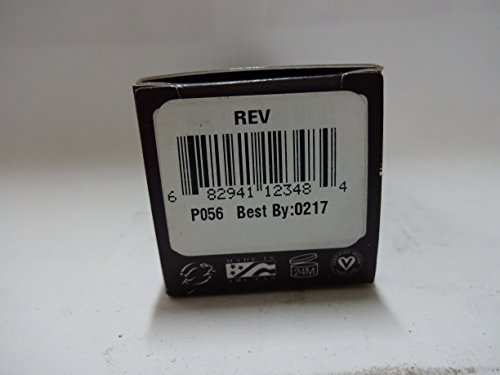 REV
6 82941 12348 4
P056 Best By:0217
MADE IN
THE USA
24M